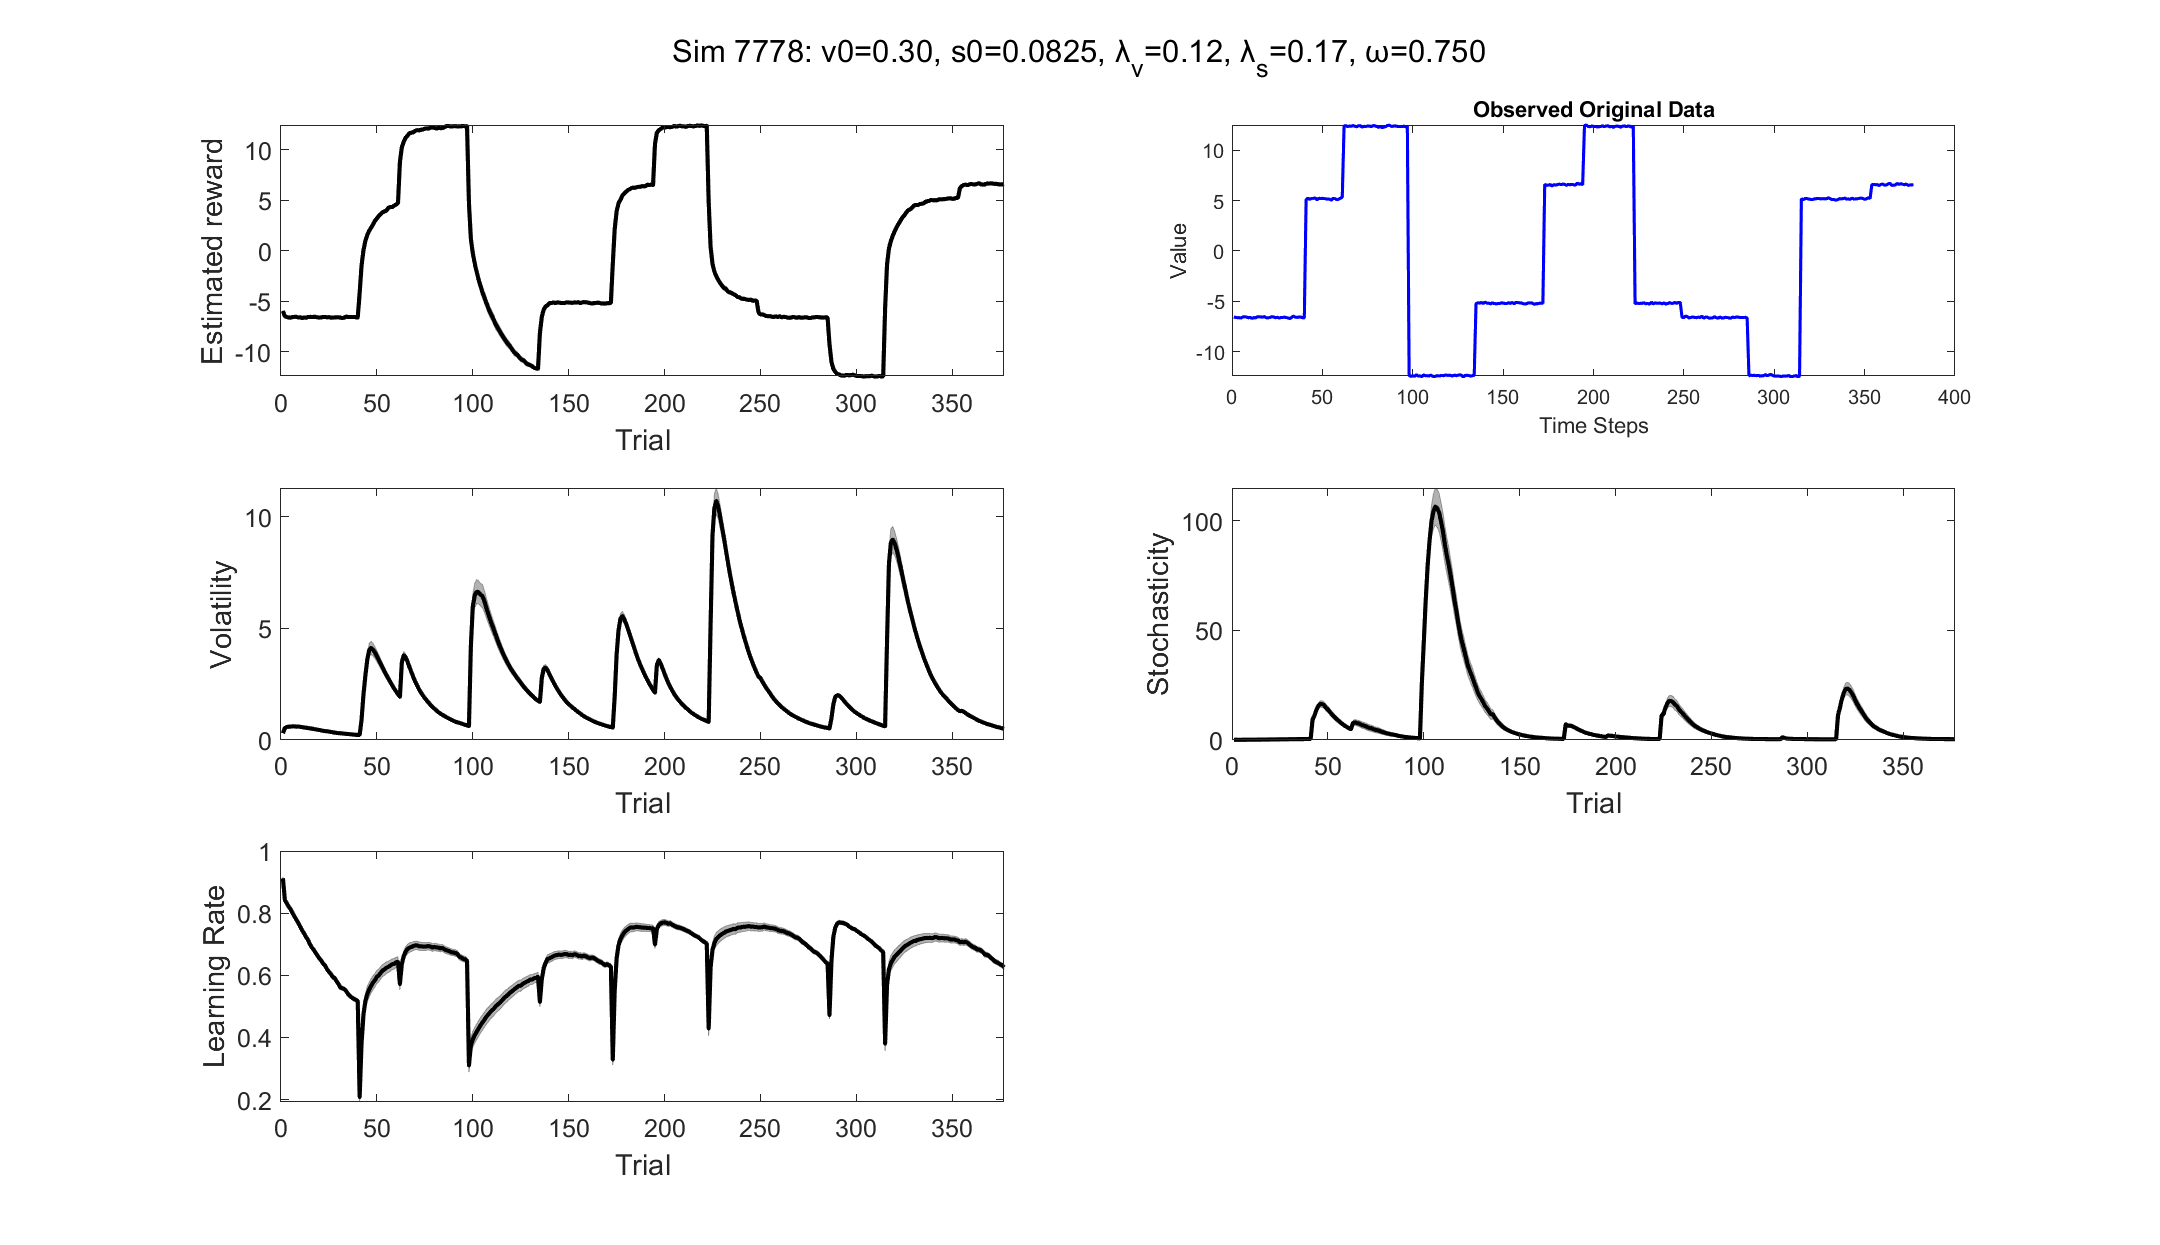 Sim 7778: v0=0.30, s0=0.0825, λ_v=0.12, λ_s=0.17, ω=0.750
Estimated reward
10
5
0
-5
-10
0 50 100 150 200 250 300 350
Trial
Observed Original Data
Value
10
5
0
-5
-10
0 50 100 150 200 250 300 350 400
Time Steps
Volatility
10
5
0
0 50 100 150 200 250 300 350
Trial
Stochasticity
100
50
0
0 50 100 150 200 250 300 350
Trial
Learning Rate
1
0.8
0.6
0.4
0.2
0 50 100 150 200 250 300 350
Trial